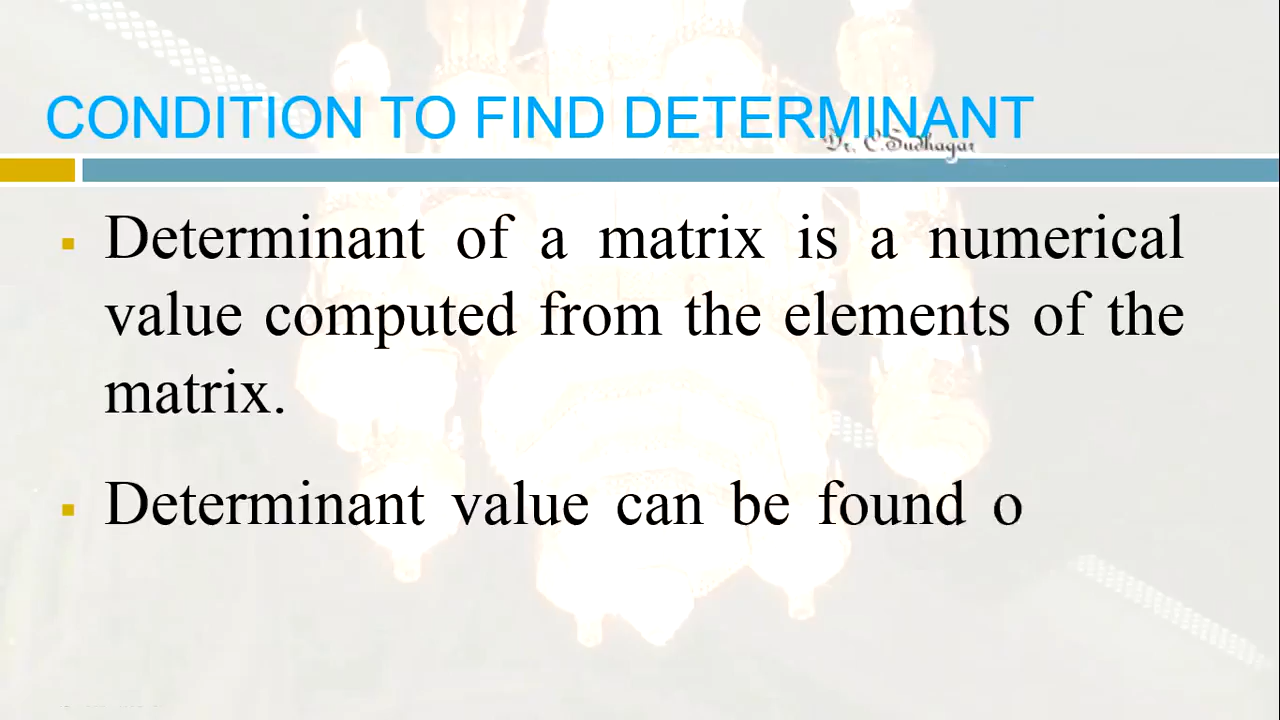 CONDITION TO FIND DETERMINANT
Dr. C.Sudhagar
▪ Determinant of a matrix is a numerical
value computed from the elements of the
matrix.
▪ Determinant value can be found o